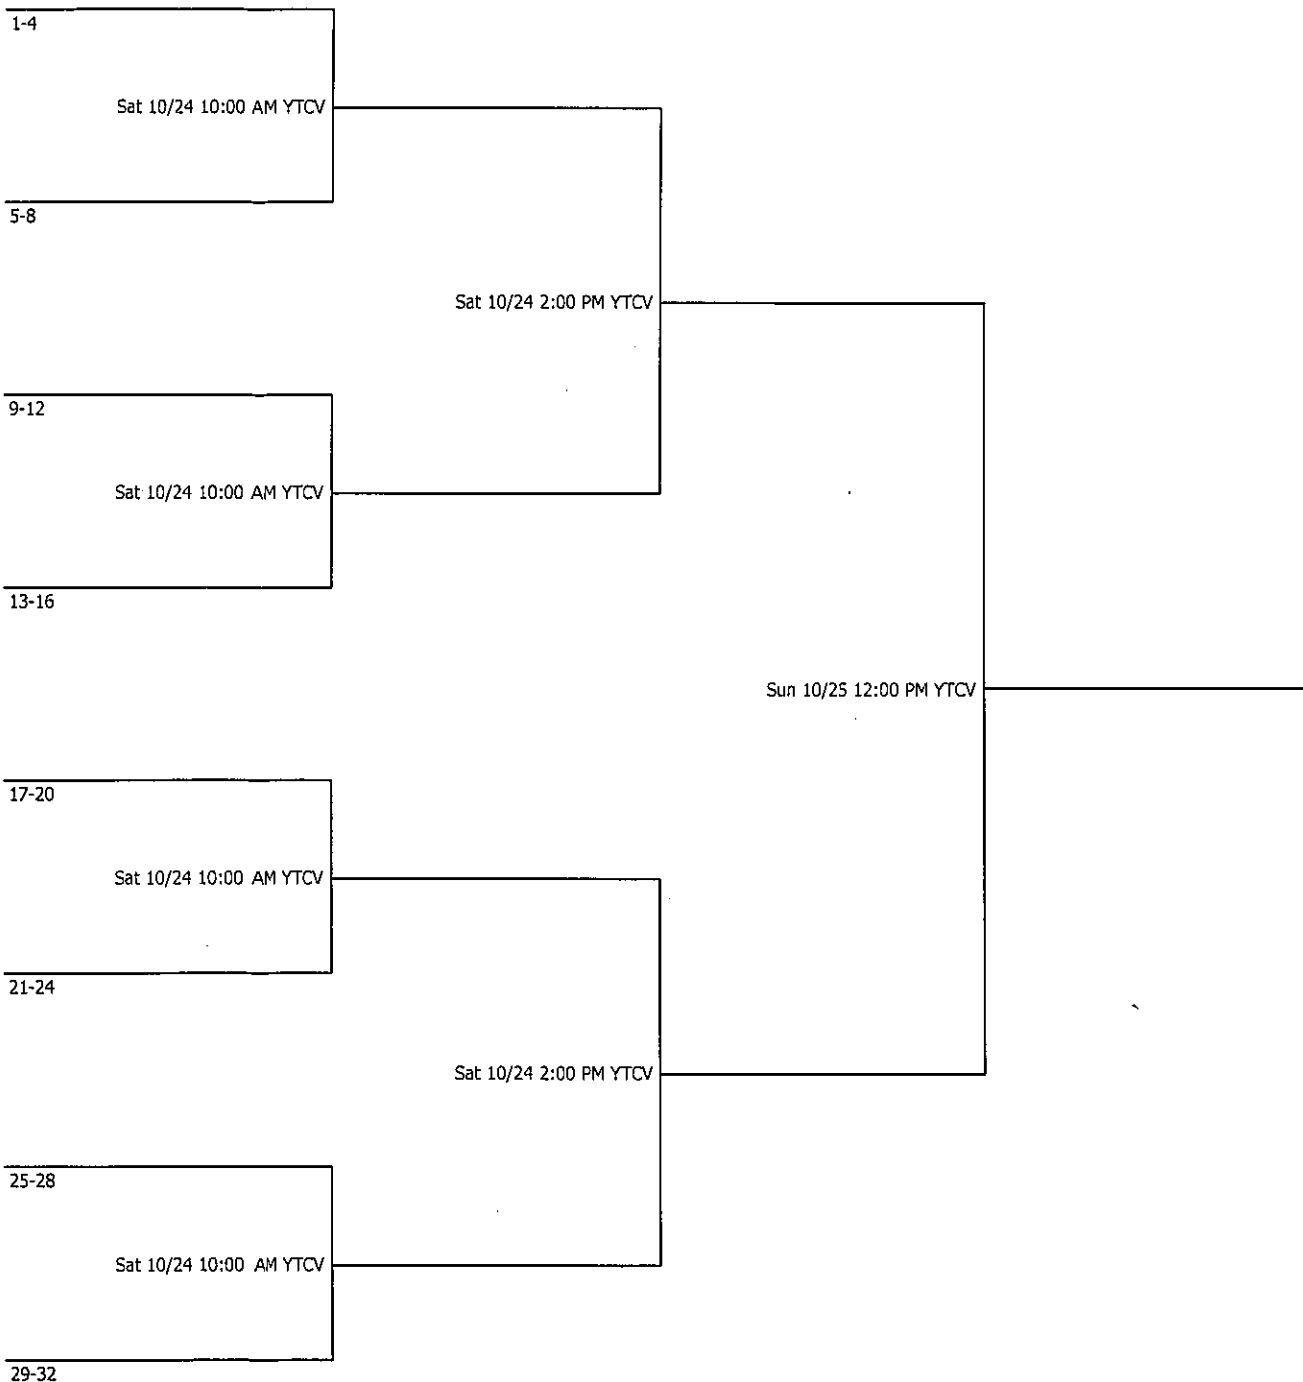 1-4
Sat 10/24 10:00 AM YTCV
5-8
Sat 10/24 2:00 PM YTCV
9-12
Sat 10/24 10:00 AM YTCV
13-16
Sun 10/25 12:00 PM YTCV
17-20
Sat 10/24 10:00 AM YTCV
21-24
Sat 10/24 2:00 PM YTCV
25-28
Sat 10/24 10:00 AM YTCV
29-32